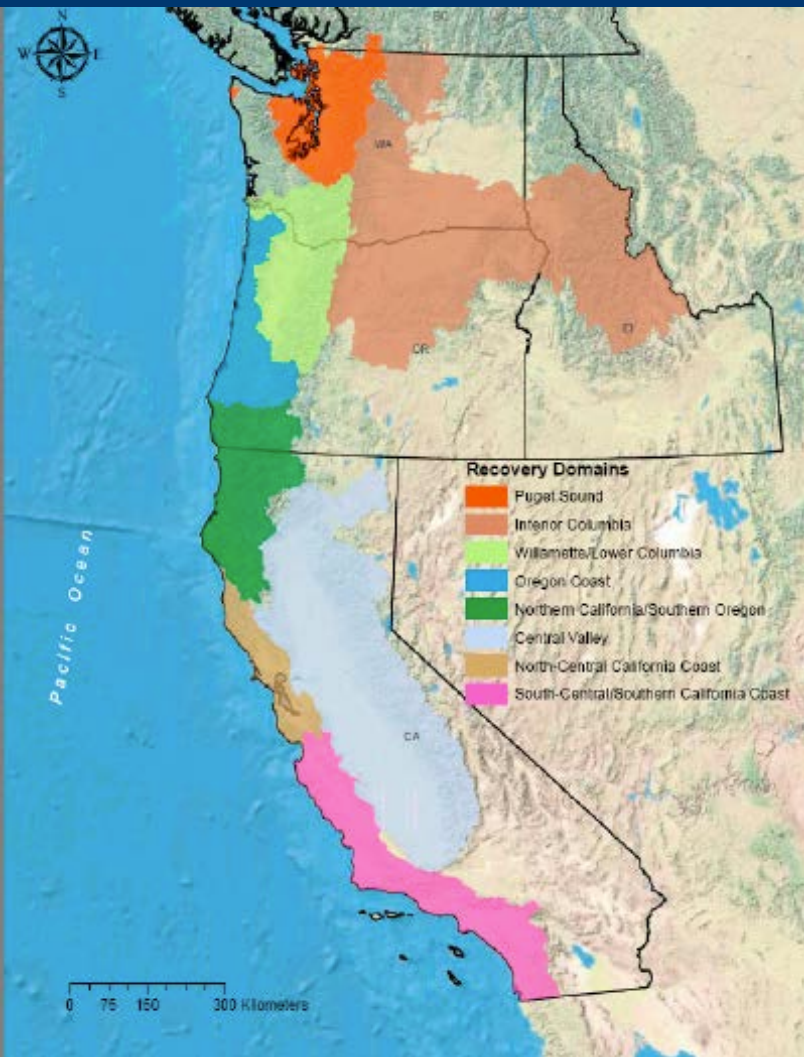 N
W E
S
BC
WA
ID
OR
Recovery Domains
Puget Sound
Interior Columbia
Willamette/Lower Columbia
Oregon Coast
Northern California/Southern Oregon
Central Valley
North-Central California Coast
South-Central/Southern California Coast
Pacific Ocean
CA
0 75 150 300 Kilometers